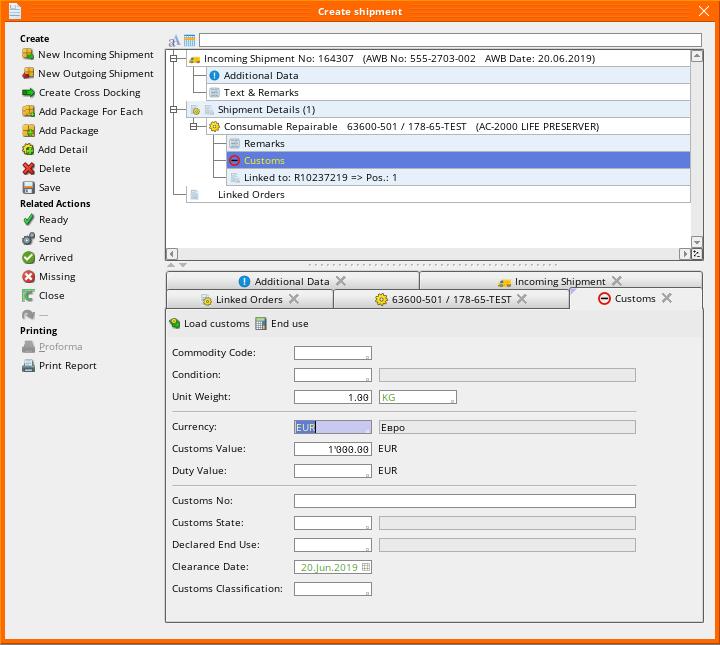 Create shipment
Create
New Incoming Shipment
New Outgoing Shipment
Create Cross Docking
Add Package For Each
Add Package
Add Detail
Delete
Save
Related Actions
Ready
Send
Arrived
Missing
Close
—
Printing
Proforma
Print Report
Incoming Shipment No: 164307 (AWB No: 555-2703-002 AWB Date: 20.06.2019)
Additional Data
Text & Remarks
Shipment Details (1)
Consumable Repairable 63600-501 / 178-65-TEST (AC-2000 LIFE PRESERVER)
Remarks
Customs
Linked to: R10237219 => Pos.: 1
Linked Orders
Additional Data
Incoming Shipment
Linked Orders
63600-501 / 178-65-TEST
Customs
Load customs End use
Commodity Code:
Condition:
Unit Weight: 1.00 KG
Currency: EUR Евро
Customs Value: 1'000.00 EUR
Duty Value: EUR
Customs No:
Customs State:
Declared End Use:
Clearance Date: 20.Jun.2019
Customs Classification: